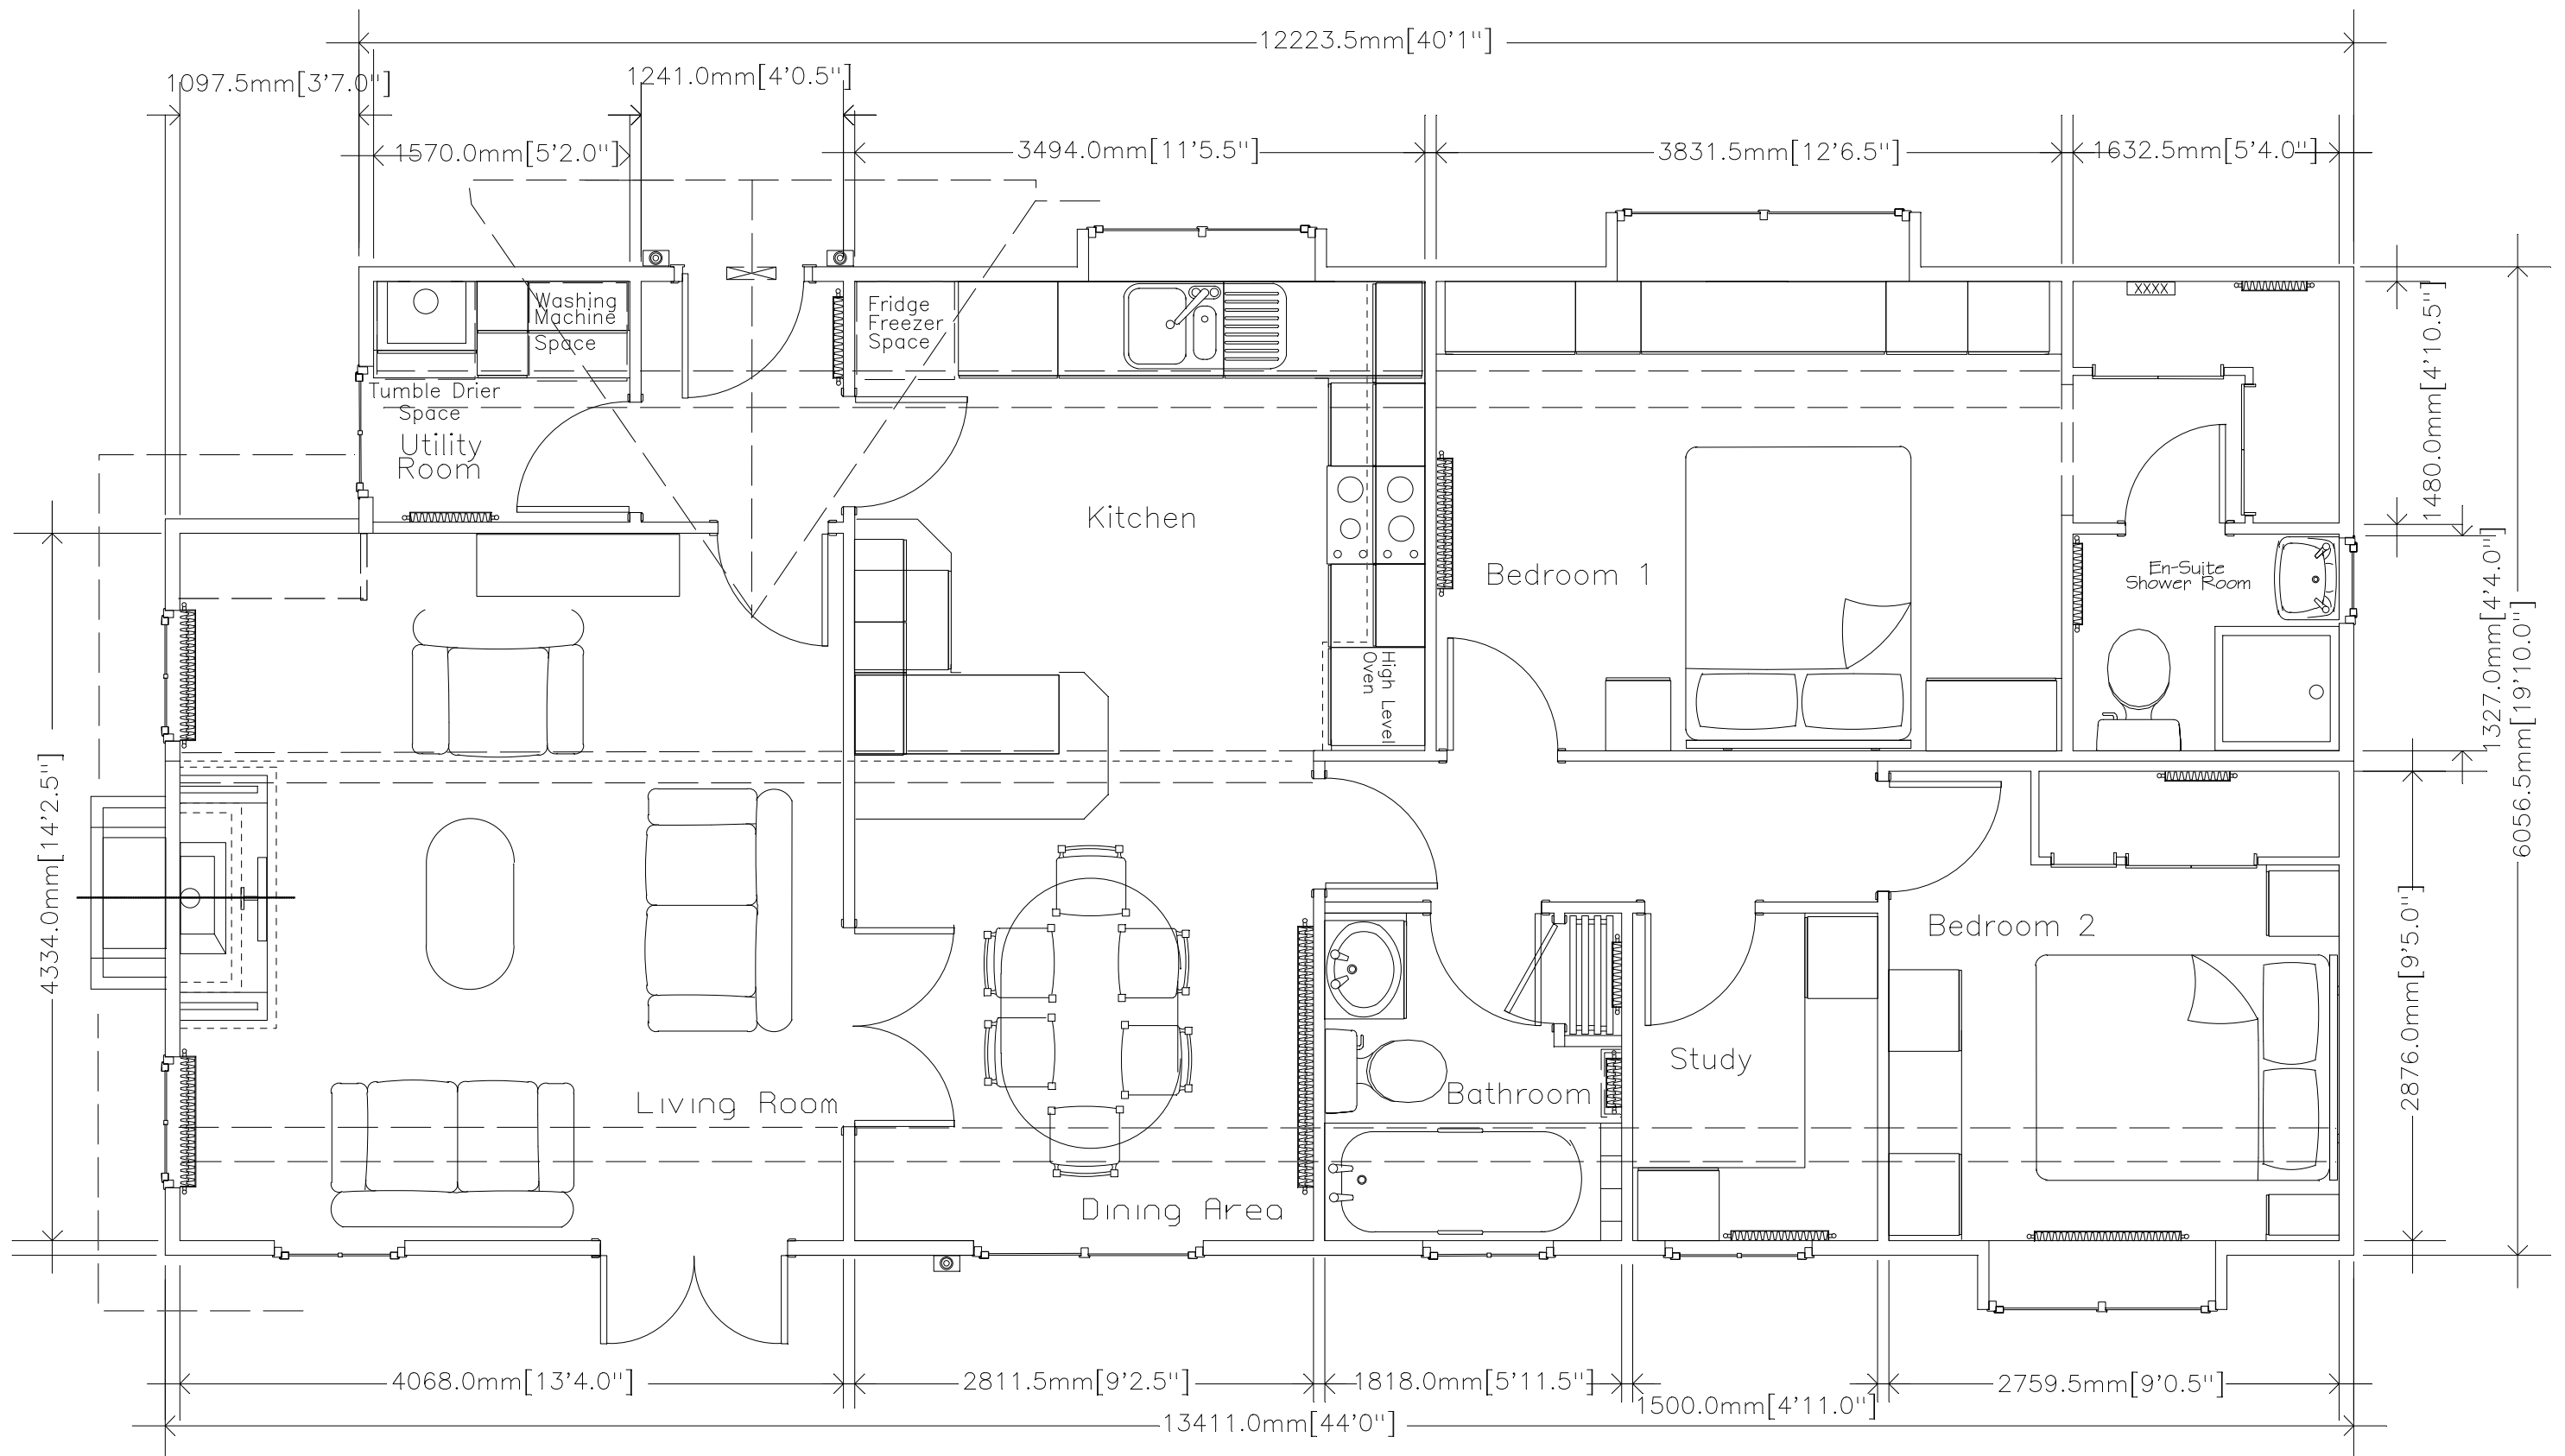 12223.5mm[40'1"]
1097.5mm[3'7.0"]
1241.0mm[4'0.5"]
1570.0mm[5'2.0"]
3494.0mm[11'5.5"]
3831.5mm[12'6.5"]
1632.5mm[5'4.0"]
Washing
Machine
Space
Fridge
Freezer
Space
XXXX
Tumble Drier
Space
Utility
Room
Kitchen
Bedroom 1
En-Suite
Shower Room
High Level
Oven
1480.0mm[4'10.5"]
1327.0mm[4'4.0"]
6056.5mm[19'10.0"]
4334.0mm[14'2.5"]
2876.0mm[9'5.0"]
Bedroom 2
Study
Bathroom
Living Room
Dining Area
4068.0mm[13'4.0"]
2811.5mm[9'2.5"]
1818.0mm[5'11.5"]
1500.0mm[4'11.0"]
2759.5mm[9'0.5"]
13411.0mm[44'0"]